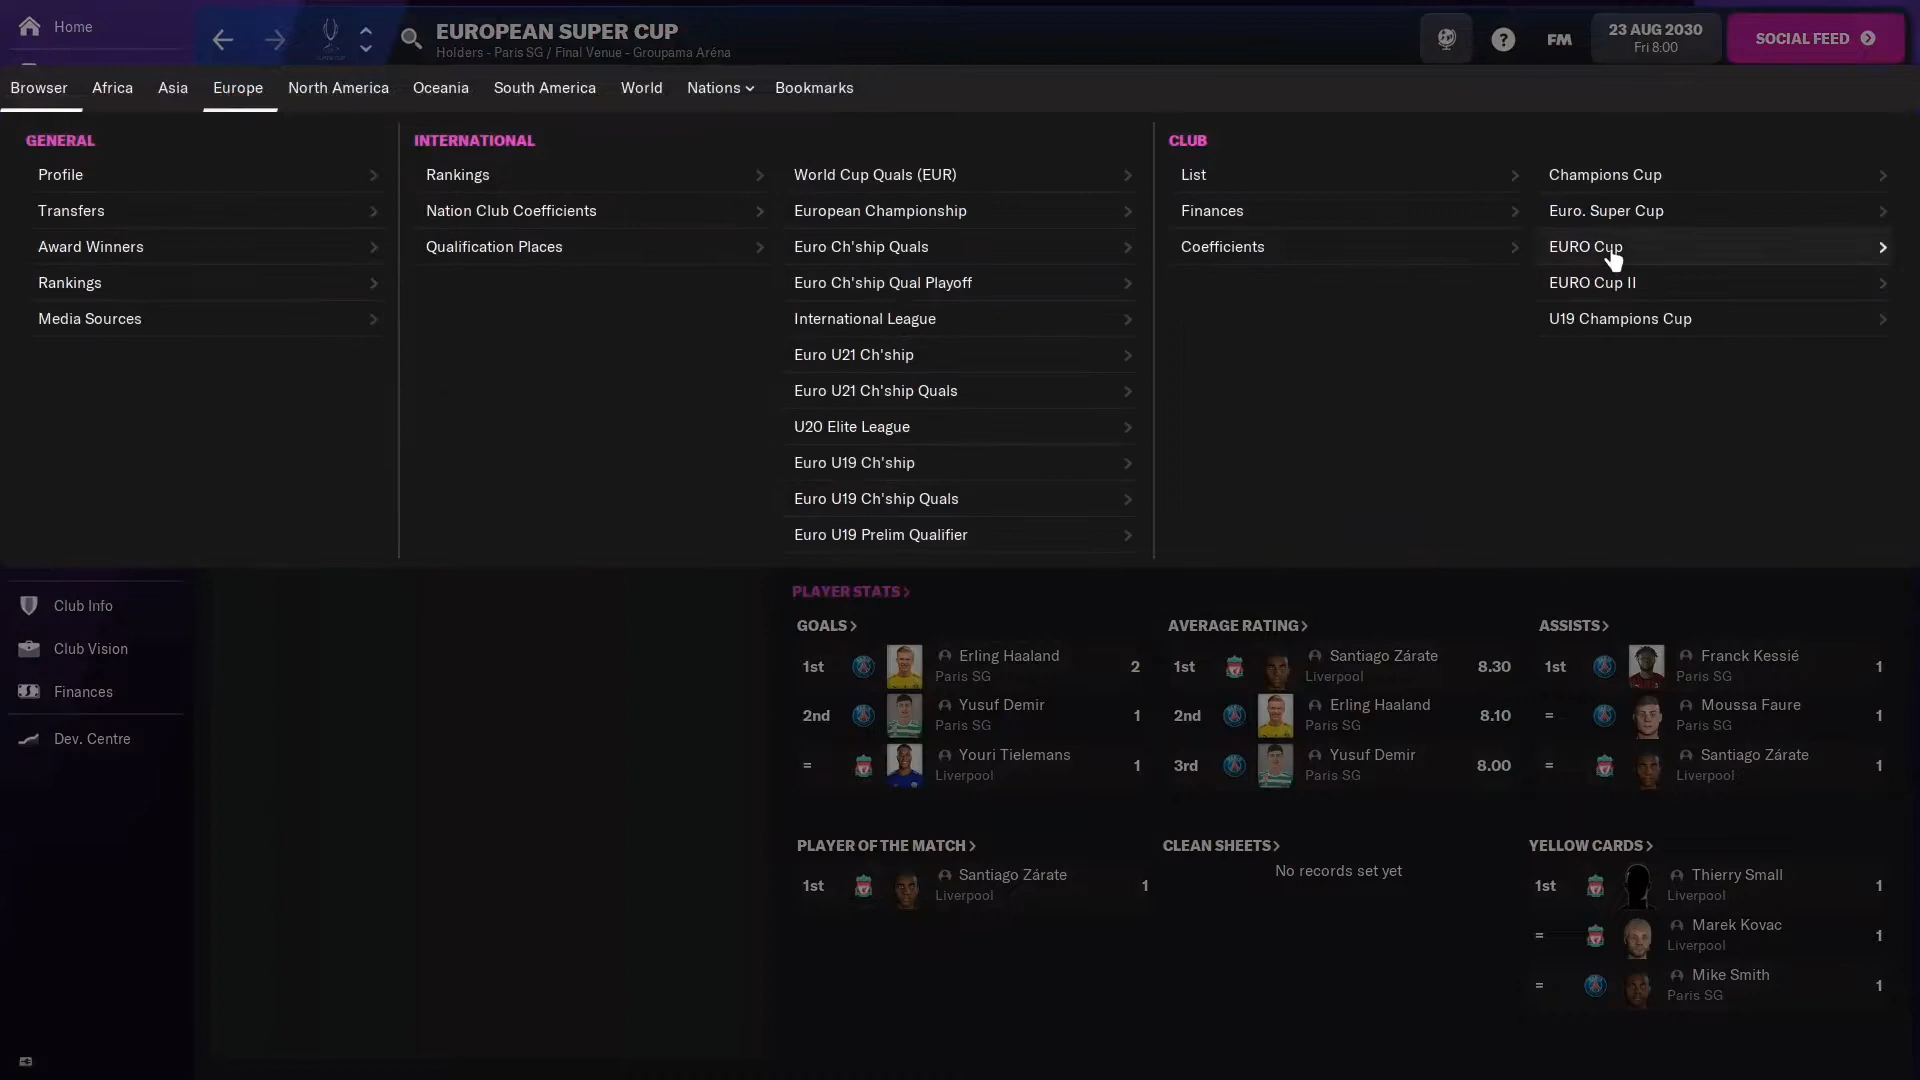 Home
EUROPEAN SUPER CUP
Holders - Paris SG / Final Venue - Groupama Aréna
?
FM
23 AUG 2030
Fri 8:00
SOCIAL FEED
Browser
Africa
Asia
Europe
North America
Oceania
South America
World
Nations
Bookmarks
GENERAL
Profile
Transfers
Award Winners
Rankings
Media Sources
INTERNATIONAL
Rankings
Nation Club Coefficients
Qualification Places
World Cup Quals (EUR)
European Championship
Euro Ch'ship Quals
Euro Ch'ship Qual Playoff
International League
Euro U21 Ch'ship
Euro U21 Ch'ship Quals
U20 Elite League
Euro U19 Ch'ship
Euro U19 Ch'ship Quals
Euro U19 Prelim Qualifier
CLUB
List
Finances
Coefficients
Champions Cup
Euro. Super Cup
EURO Cup
EURO Cup II
U19 Champions Cup
Club Info
Club Vision
Finances
Dev. Centre
PLAYER STATS
GOALS
1st Erling Haaland 2
Paris SG
2nd Yusuf Demir 1
Paris SG
= Youri Tielemans 1
Liverpool
AVERAGE RATING
1st Santiago Zárate 8.30
Liverpool
2nd Erling Haaland 8.10
Paris SG
3rd Yusuf Demir 8.00
Paris SG
ASSISTS
1st Franck Kessié 1
Paris SG
= Moussa Faure 1
Paris SG
= Santiago Zárate 1
Liverpool
PLAYER OF THE MATCH
1st Santiago Zárate 1
Liverpool
CLEAN SHEETS
No records set yet
YELLOW CARDS
1st Thierry Small 1
Liverpool
= Marek Kovac 1
Liverpool
= Mike Smith 1
Paris SG